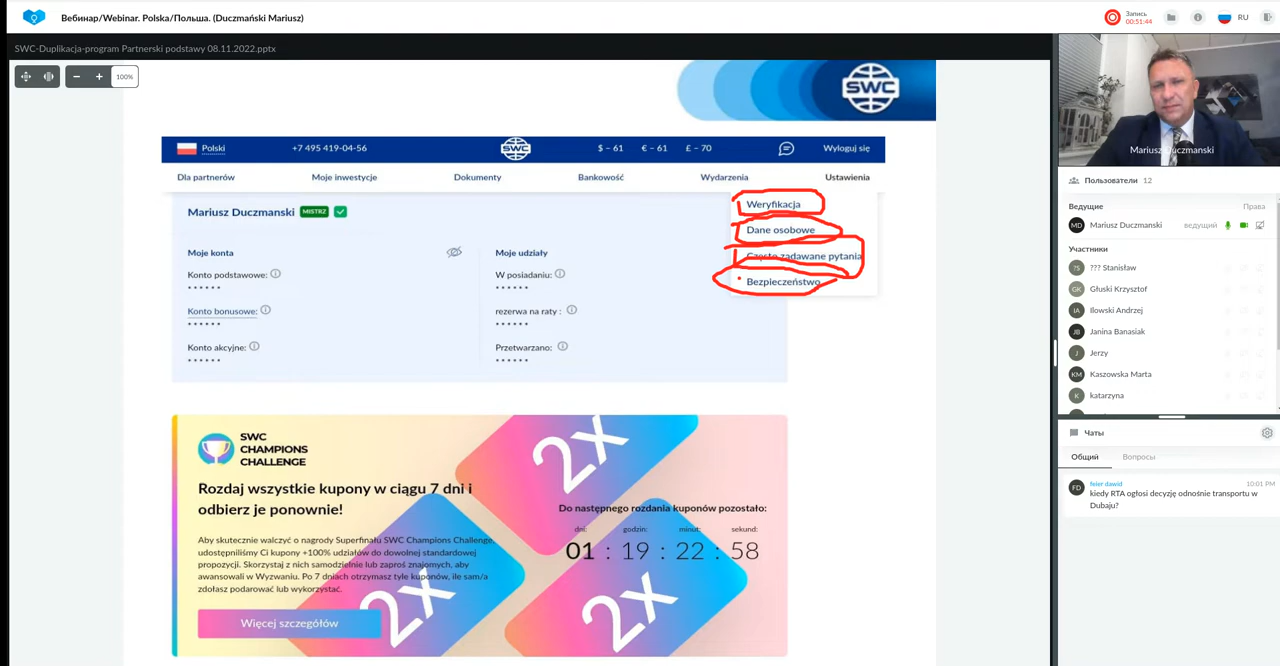 Вебинар/Webinar. Polska/Польша. (Duczmański Mariusz)
Запись
00:51:44
RU
SWC-Duplikacja-program Partnerski podstawy 08.11.2022.pptx
100%
SWC
Polski
+7 495 419-04-56
SWC
$ – 61
€ – 61
£ – 70
Wyloguj się
Dla partnerów
Moje inwestycje
Dokumenty
Bankowość
Wydarzenia
Ustawienia
Weryfikacja
Dane osobowe
Często zadawane pytania
Bezpieczeństwo
Mariusz Duczmanski
MISTRZ
Moje konta
Konto podstawowe:
Konto bonusowe:
Konto akcyjne:
Moje udziały
W posiadaniu:
rezerwa na raty :
Przetwarzano:
SWC
CHAMPIONS
CHALLENGE
Rozdaj wszystkie kupony w ciągu 7 dni i
odbierz je ponownie!
Aby skutecznie walczyć o nagrody Superfinału SWC Champions Challenge,
udostępniliśmy Ci kupony +100% udziałów do dowolnej standardowej
propozycji. Skorzystaj z nich samodzielnie lub zaproś znajomych, aby
awansowali w Wyzwaniu. Po 7 dniach otrzymasz tyle kuponów, ile sam/a
zdołasz podarować lub wykorzystać.
Więcej szczegółów
2x
2x
2x
Do następnego rozdania kuponów pozostało:
dni:
godzin:
minut:
sekund:
01 : 19 : 22 : 58
Mariusz Duczmanski
Пользователи 12
Ведущие
Права
MD
Mariusz Duczmanski
ведущий
Участники
?S
??? Stanisław
GK
Głuski Krzysztof
IA
Ilowski Andrzej
JB
Janina Banasiak
J
Jerzy
KM
Kaszowska Marta
K
katarzyna
Чаты
Общий
Вопросы
FD
feier dawid
10:01 PM
kiedy RTA ogłosi decyzję odnośnie transportu w
Dubaju?